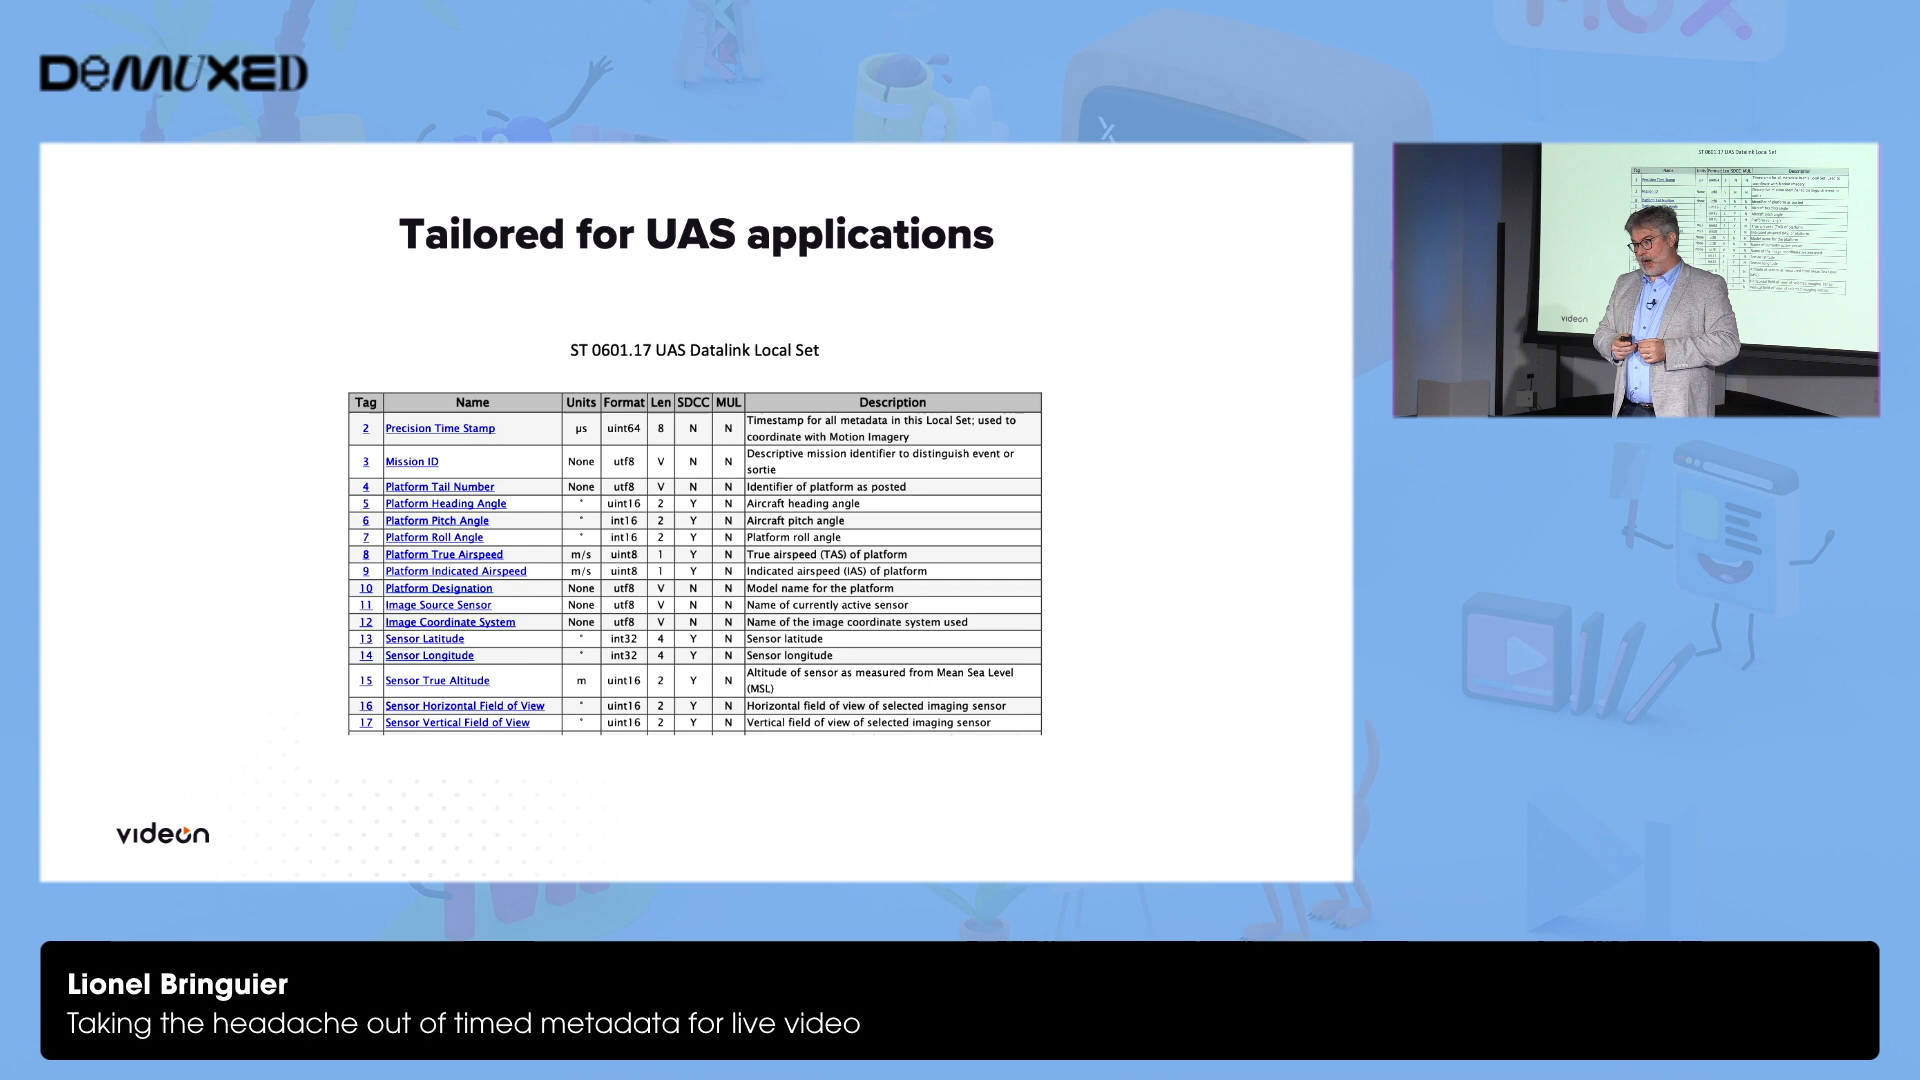 DEMUXED
MOX
Tailored for UAS applications
ST 0601.17 UAS Datalink Local Set
Tag Name Units Format Len SDCC MUL Description
2 Precision Time Stamp µs uint64 8 N N Timestamp for all metadata in this Local Set; used to
coordinate with Motion Imagery
3 Mission ID None utf8 V N N Descriptive mission identifier to distinguish event or
sortie
4 Platform Tail Number None utf8 V N N Identifier of platform as posted
5 Platform Heading Angle ° uint16 2 Y N Aircraft heading angle
6 Platform Pitch Angle ° int16 2 Y N Aircraft pitch angle
7 Platform Roll Angle ° int16 2 Y N Platform roll angle
8 Platform True Airspeed m/s uint8 1 Y N True airspeed (TAS) of platform
9 Platform Indicated Airspeed m/s uint8 1 Y N Indicated airspeed (IAS) of platform
10 Platform Designation None utf8 V N N Model name for the platform
11 Image Source Sensor None utf8 V N N Name of currently active sensor
12 Image Coordinate System None utf8 V N N Name of the image coordinate system used
13 Sensor Latitude ° int32 4 Y N Sensor latitude
14 Sensor Longitude ° int32 4 Y N Sensor longitude
15 Sensor True Altitude m uint16 2 Y N Altitude of sensor as measured from Mean Sea Level
(MSL)
16 Sensor Horizontal Field of View ° uint16 2 Y N Horizontal field of view of selected imaging sensor
17 Sensor Vertical Field of View ° uint16 2 Y N Vertical field of view of selected imaging sensor
videon
ST 0601.17 UAS Datalink Local Set
videon
Lionel Bringuier
Taking the headache out of timed metadata for live video